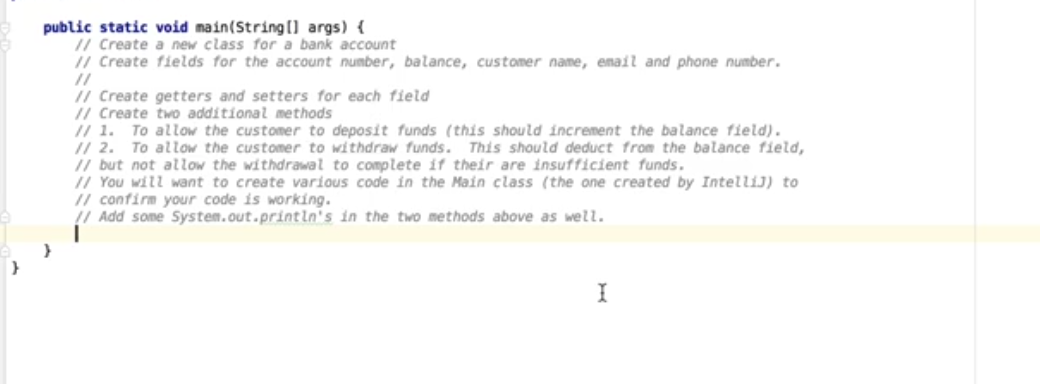 public static void main(String[] args) {
// Create a new class for a bank account
// Create fields for the account number, balance, customer name, email and phone number.
//
// Create getters and setters for each field
// Create two additional methods
// 1.  To allow the customer to deposit funds (this should increment the balance field).
// 2.  To allow the customer to withdraw funds.  This should deduct from the balance field,
// but not allow the withdrawal to complete if their are insufficient funds.
// You will want to create various code in the Main class (the one created by IntelliJ) to
// confirm your code is working.
// Add some System.out.println's in the two methods above as well.
}
}